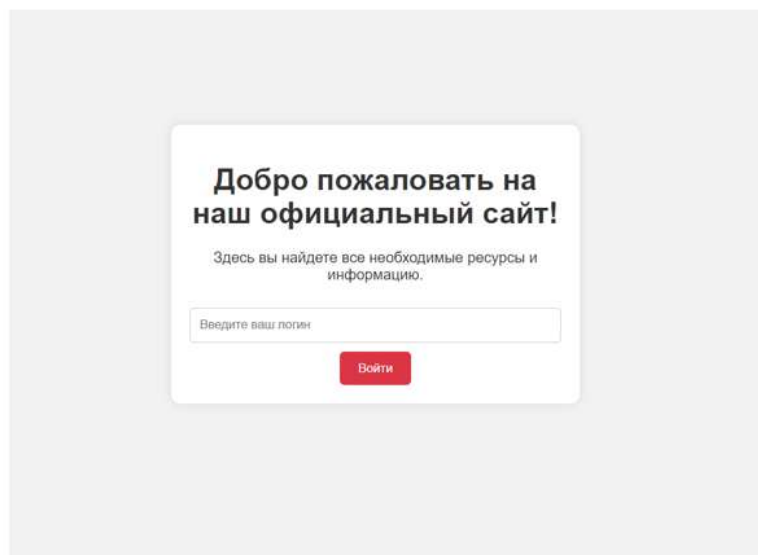 Добро пожаловать на
наш официальный сайт!
Здесь вы найдете все необходимые ресурсы и
информацию.
Введите ваш логин
Войти